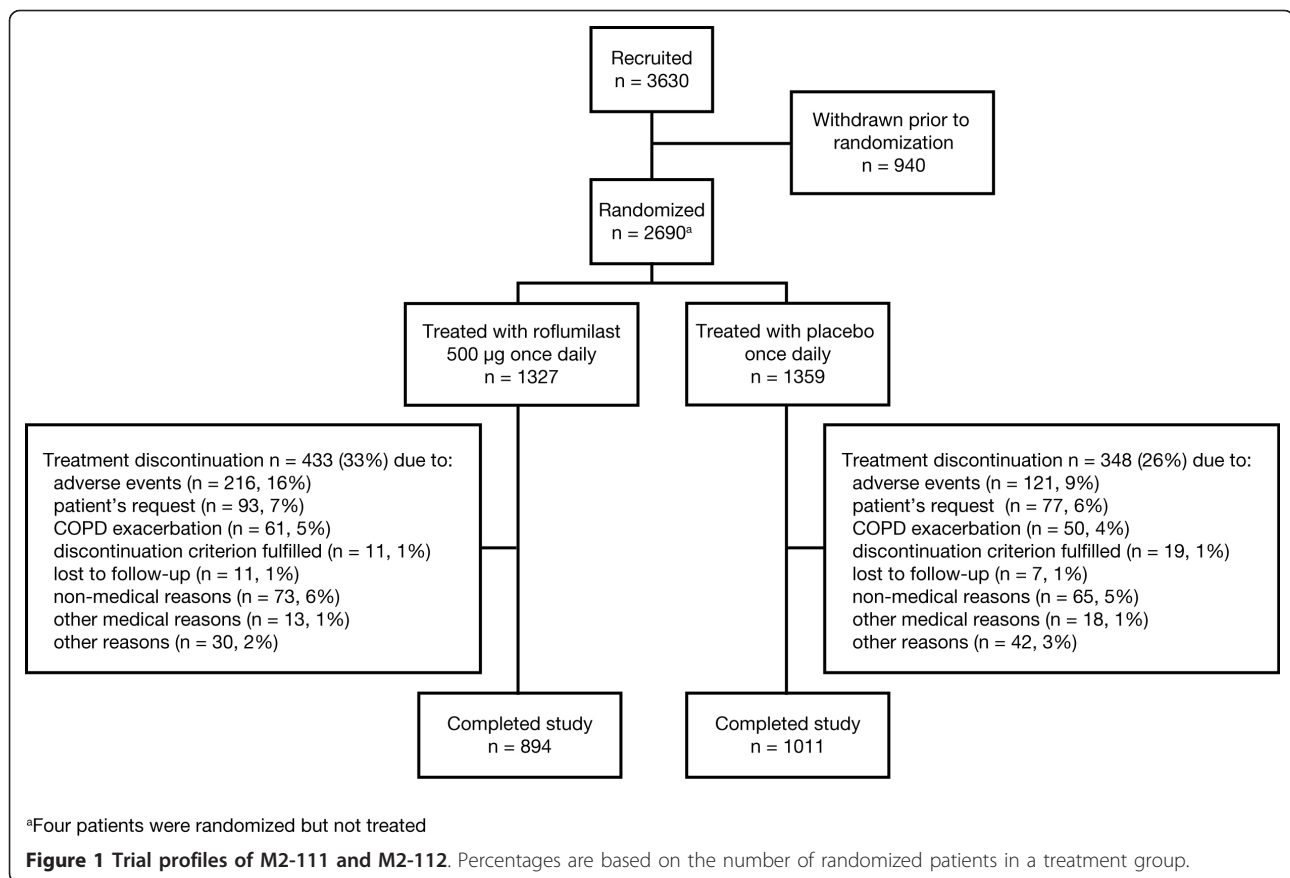 Recruited
n = 3630
Withdrawn prior to
randomization
n = 940
Randomized
n = 2690ᵃ
Treated with roflumilast
500 µg once daily
n = 1327
Treated with placebo
once daily
n = 1359
Treatment discontinuation n = 433 (33%) due to:
adverse events (n = 216, 16%)
patient's request (n = 93, 7%)
COPD exacerbation (n = 61, 5%)
discontinuation criterion fulfilled (n = 11, 1%)
lost to follow-up (n = 11, 1%)
non-medical reasons (n = 73, 6%)
other medical reasons (n = 13, 1%)
other reasons (n = 30, 2%)
Treatment discontinuation n = 348 (26%) due to:
adverse events (n = 121, 9%)
patient's request (n = 77, 6%)
COPD exacerbation (n = 50, 4%)
discontinuation criterion fulfilled (n = 19, 1%)
lost to follow-up (n = 7, 1%)
non-medical reasons (n = 65, 5%)
other medical reasons (n = 18, 1%)
other reasons (n = 42, 3%)
Completed study
n = 894
Completed study
n = 1011
ᵃFour patients were randomized but not treated
Figure 1 Trial profiles of M2-111 and M2-112. Percentages are based on the number of randomized patients in a treatment group.